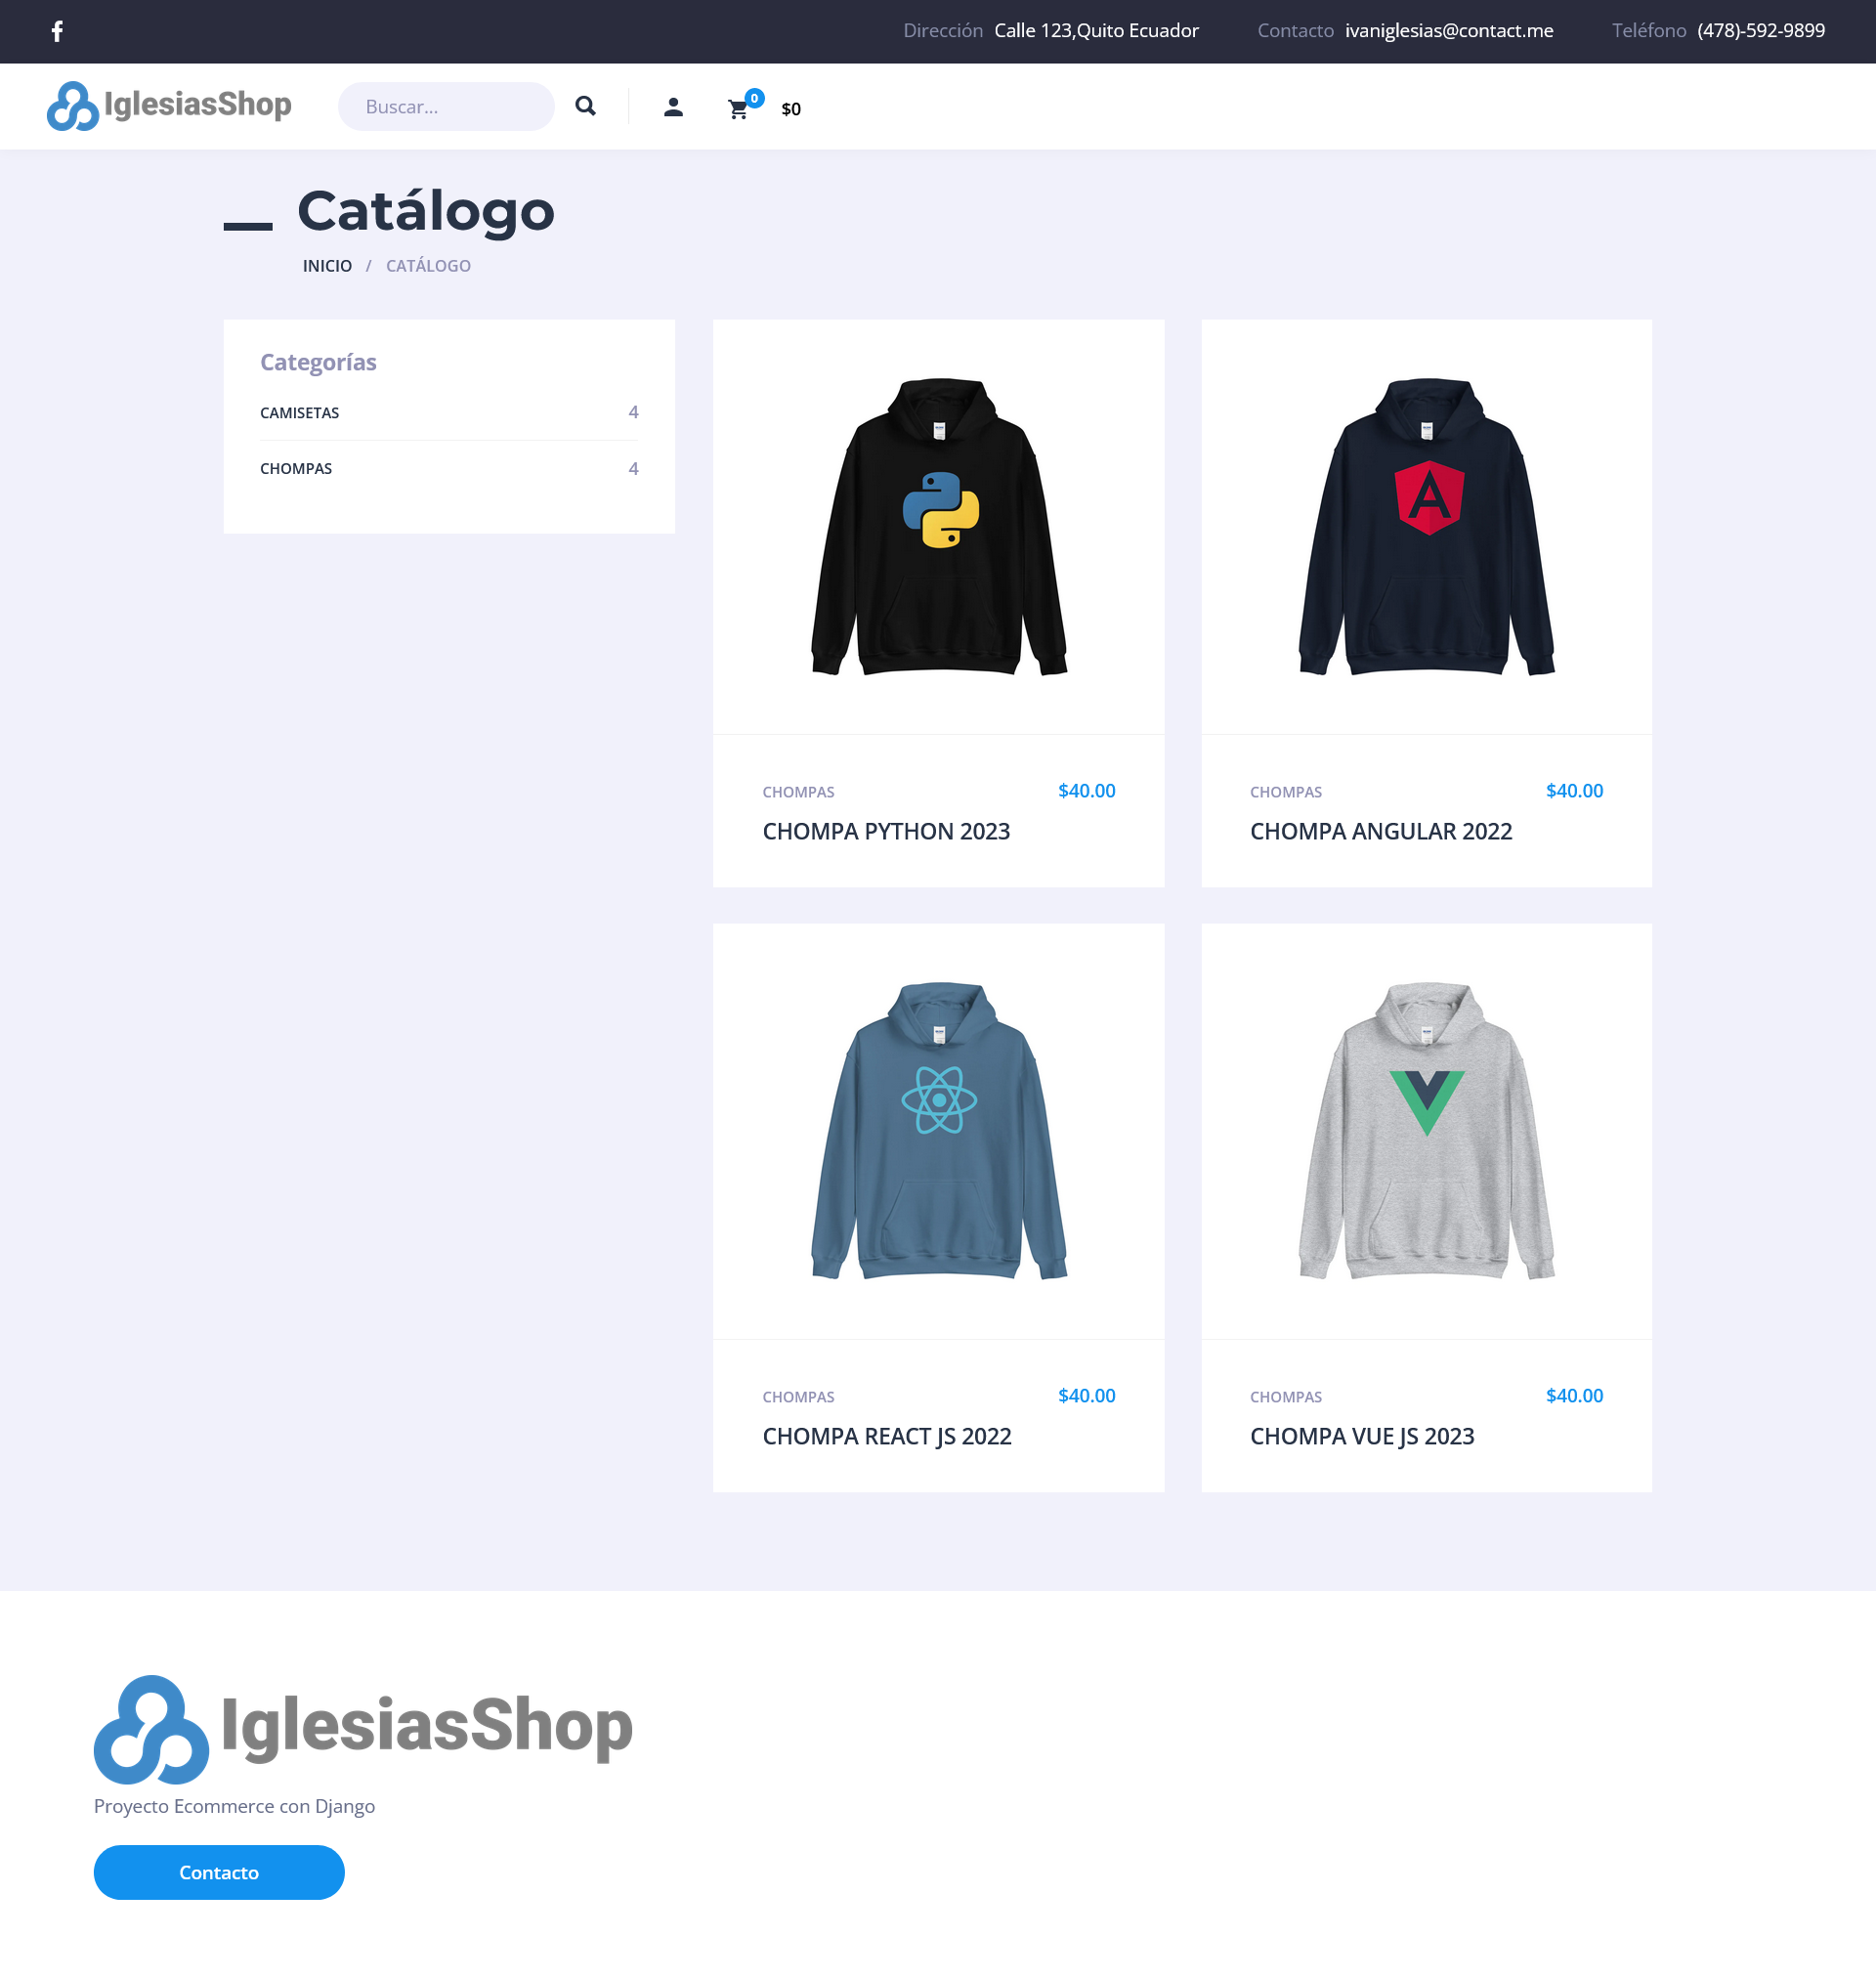 Dirección Calle 123,Quito Ecuador Contacto ivaniglesias@contact.me Teléfono (478)-592-9899
IglesiasShop Buscar... 0 $0
Catálogo
INICIO / CATÁLOGO
Categorías
CAMISETAS 4
CHOMPAS 4
CHOMPAS $40.00
CHOMPA PYTHON 2023
CHOMPAS $40.00
CHOMPA ANGULAR 2022
CHOMPAS $40.00
CHOMPA REACT JS 2022
CHOMPAS $40.00
CHOMPA VUE JS 2023
IglesiasShop
Proyecto Ecommerce con Django
Contacto